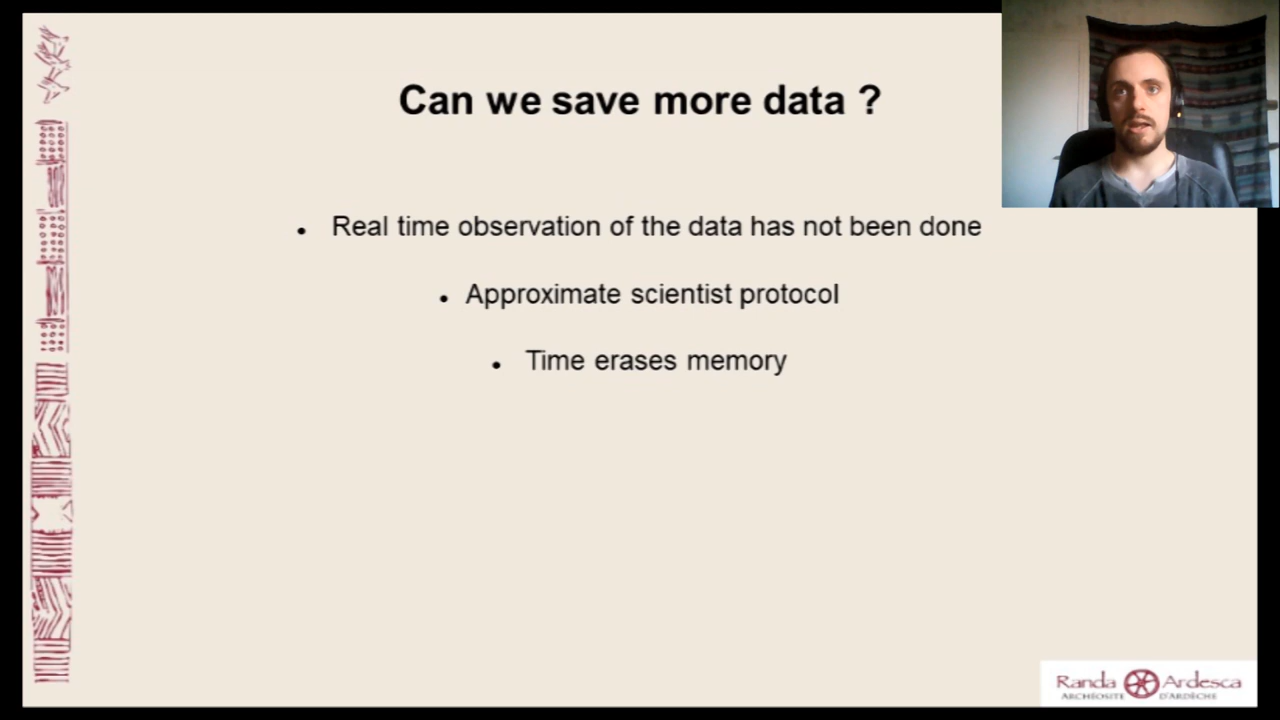 Can we save more data ?
Real time observation of the data has not been done
Approximate scientist protocol
Time erases memory
Randa Ardesca
ARCHÉOSITE D'ARDÈCHE